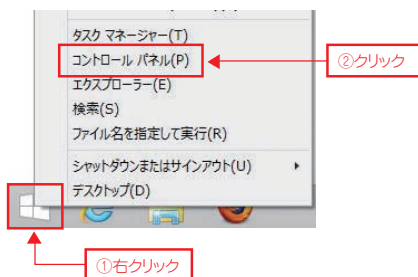 タスク マネージャー(T)
コントロール パネル(P)
②クリック
エクスプローラー(E)
検索(S)
ファイル名を指定して実行(R)
シャットダウンまたはサインアウト(U)
デスクトップ(D)
①右クリック